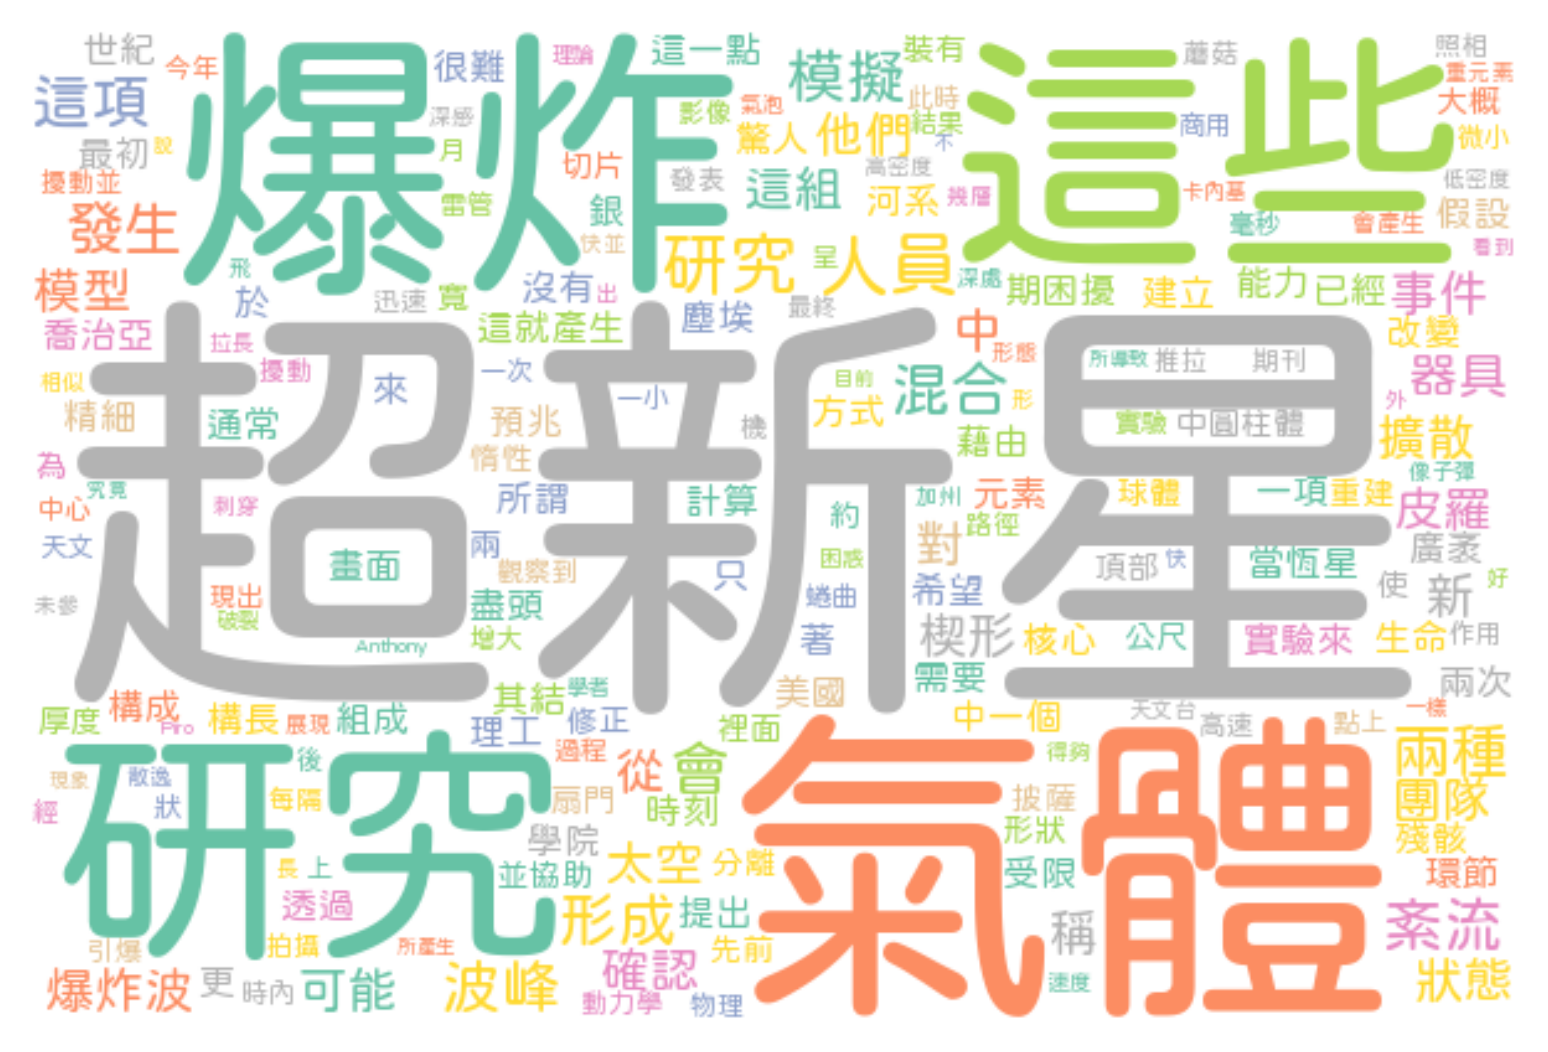 世紀
今年
爆炸
很難
理論
這一點
模擬
裝有
這些
蘑菇
照相
重元素
這項
深感
影像
氣泡
此時
大概
最初
說
月
驚人
他們
結果
不
商用
微小
擾動並
切片
發表
高密度
低密度
雷管
這組
河系
幾層
卡內基
發生
銀
毫秒
會產生
假設
快並
研究
呈
人員
看到
飛
模型
於
迅速
寬
沒有
出
塵埃
最終
深處
期困擾
建立
能力
已經
事件
喬治亞
拉長
這就產生
超新星
中
形態
改變
所導致
推拉
期刊
相似
擾動
來
一次
一小
目前
混合
形
器具
外
精細
通常
預兆
機
方式
實驗
中圓柱體
擴散
為
惰性
藉由
像子彈
究竟
中心
刺穿
所謂
計算
約
加州
元素
球體
一項
重建
皮羅
路徑
天文
畫面
兩
觀察到
只
困惑
對
頂部
快
當恆星
廣袤
未參
現出
破裂
盡頭
蜷曲
希望
使
新
好
Anthony
增大
著
楔形
核心
公尺
實驗來
生命
作用
需要
兩次
構成
其結
學者
美國
厚度
Piro
構長
展現
組成
理工
修正
裡面
中一個
天文台
高速
點上
一樣
研究
後
過程
從
會
氣體
得夠
兩種
現象
散逸
經
狀
每隔
扇門
時刻
披薩
團隊
學院
形狀
殘骸
長
上
並協助
太空
分離
受限
環節
透過
形成
提出
稱
紊流
引爆
拍攝
所產生
先前
爆炸波
更
時內
可能
波峰
確認
動力學
物理
速度
狀態